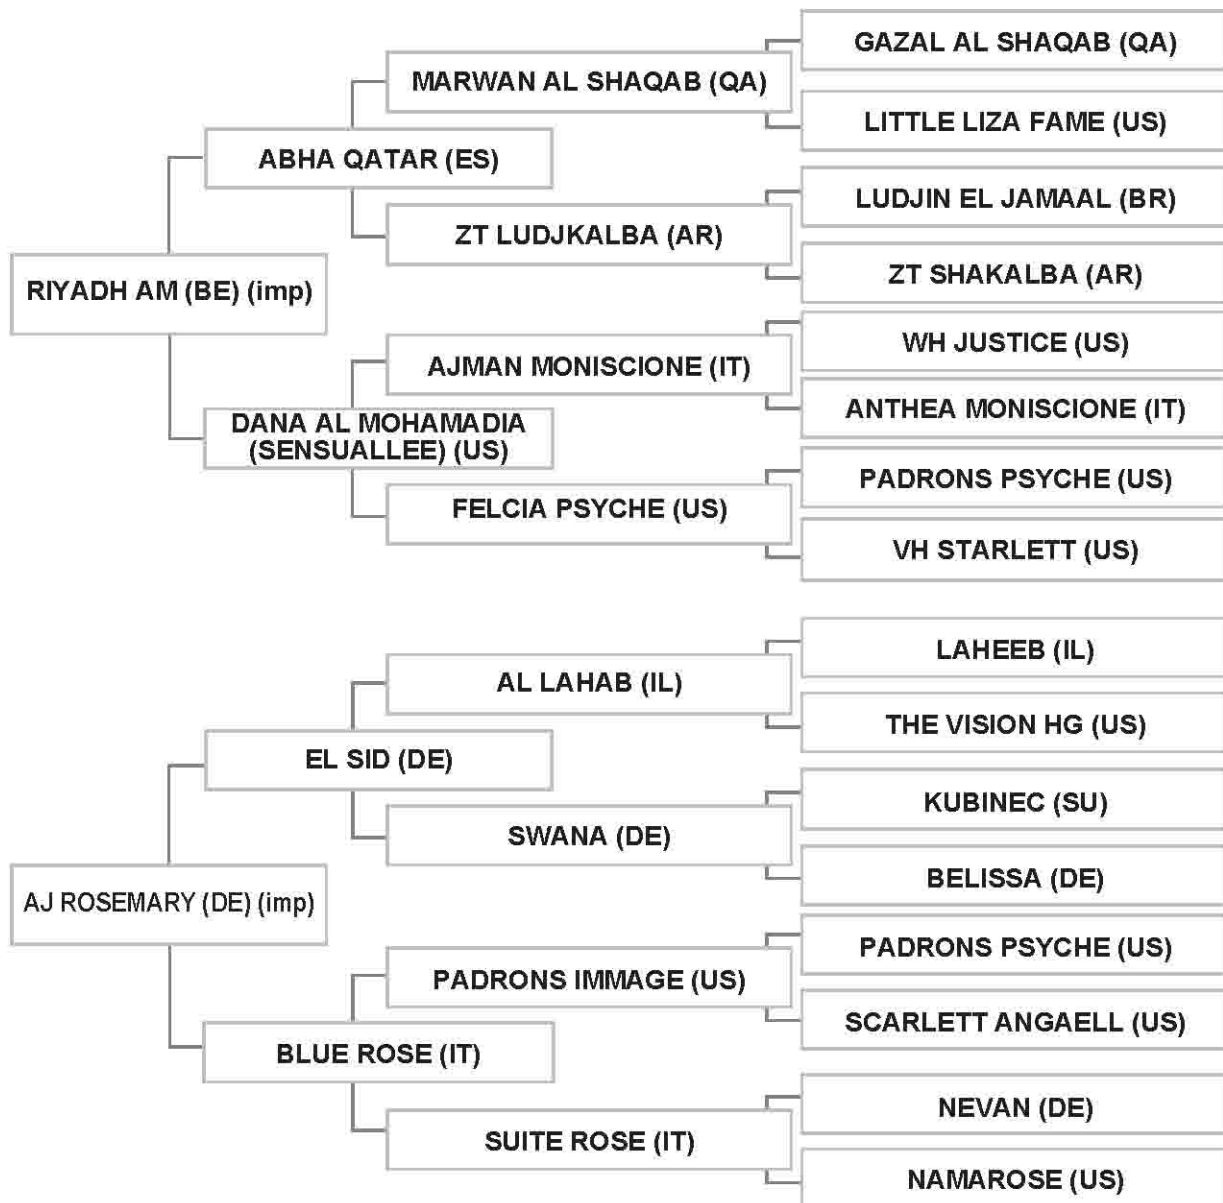 GAZAL AL SHAQAB (QA)
MARWAN AL SHAQAB (QA)
LITTLE LIZA FAME (US)
ABHA QATAR (ES)
LUDJIN EL JAMAAL (BR)
ZT LUDJKALBA (AR)
ZT SHAKALBA (AR)
RIYADH AM (BE) (imp)
WH JUSTICE (US)
AJMAN MONISCIONE (IT)
ANTHEA MONISCIONE (IT)
DANA AL MOHAMADIA
(SENSUALLEE) (US)
PADRONS PSYCHE (US)
FELCIA PSYCHE (US)
VH STARLETT (US)
LAHEEB (IL)
AL LAHAB (IL)
THE VISION HG (US)
EL SID (DE)
KUBINEC (SU)
SWANA (DE)
BELISSA (DE)
AJ ROSEMARY (DE) (imp)
PADRONS PSYCHE (US)
PADRONS IMMAGE (US)
SCARLETT ANGAELL (US)
BLUE ROSE (IT)
NEVAN (DE)
SUITE ROSE (IT)
NAMAROSE (US)